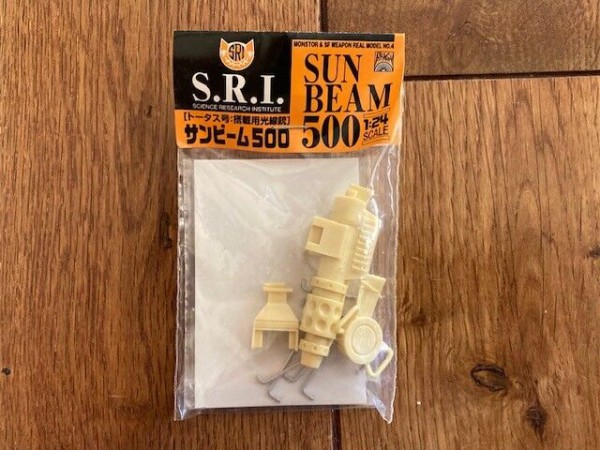 SRI
S.R.I.
SCIENCE RESEARCH INSTITUTE
[トータス号:搭載用光線銃]
サンビーム500
MONSTOR & SF WEAPON REAL MODEL NO.4
SUN
BEAM
500
1:24
SCALE